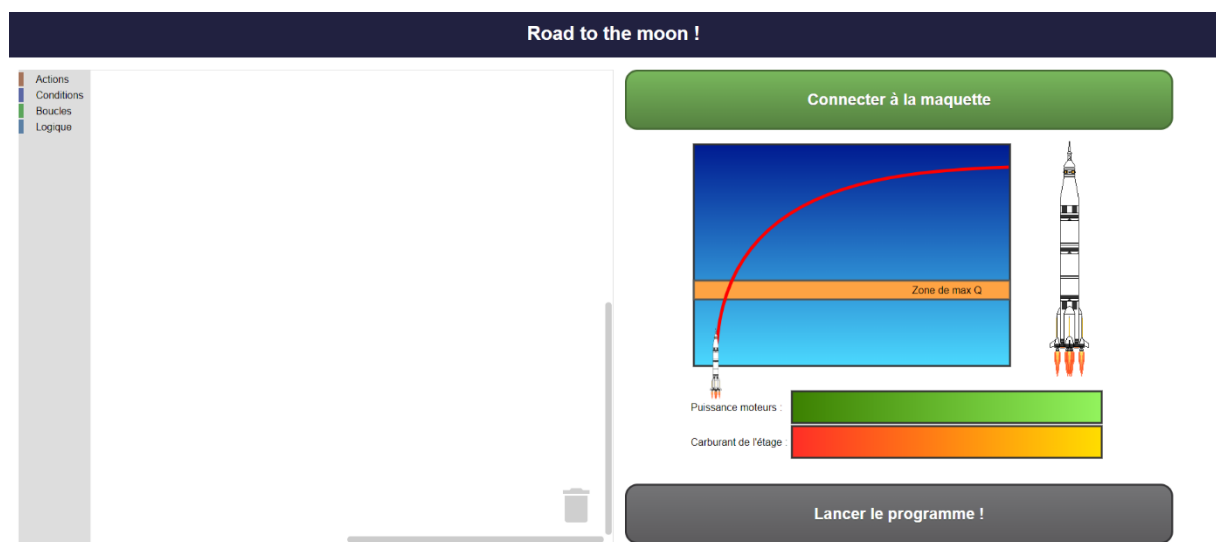 Road to the moon !
Actions
Conditions
Boucles
Logique
Connecter à la maquette
Zone de max Q
Puissance moteurs :
Carburant de l'étage :
Lancer le programme !